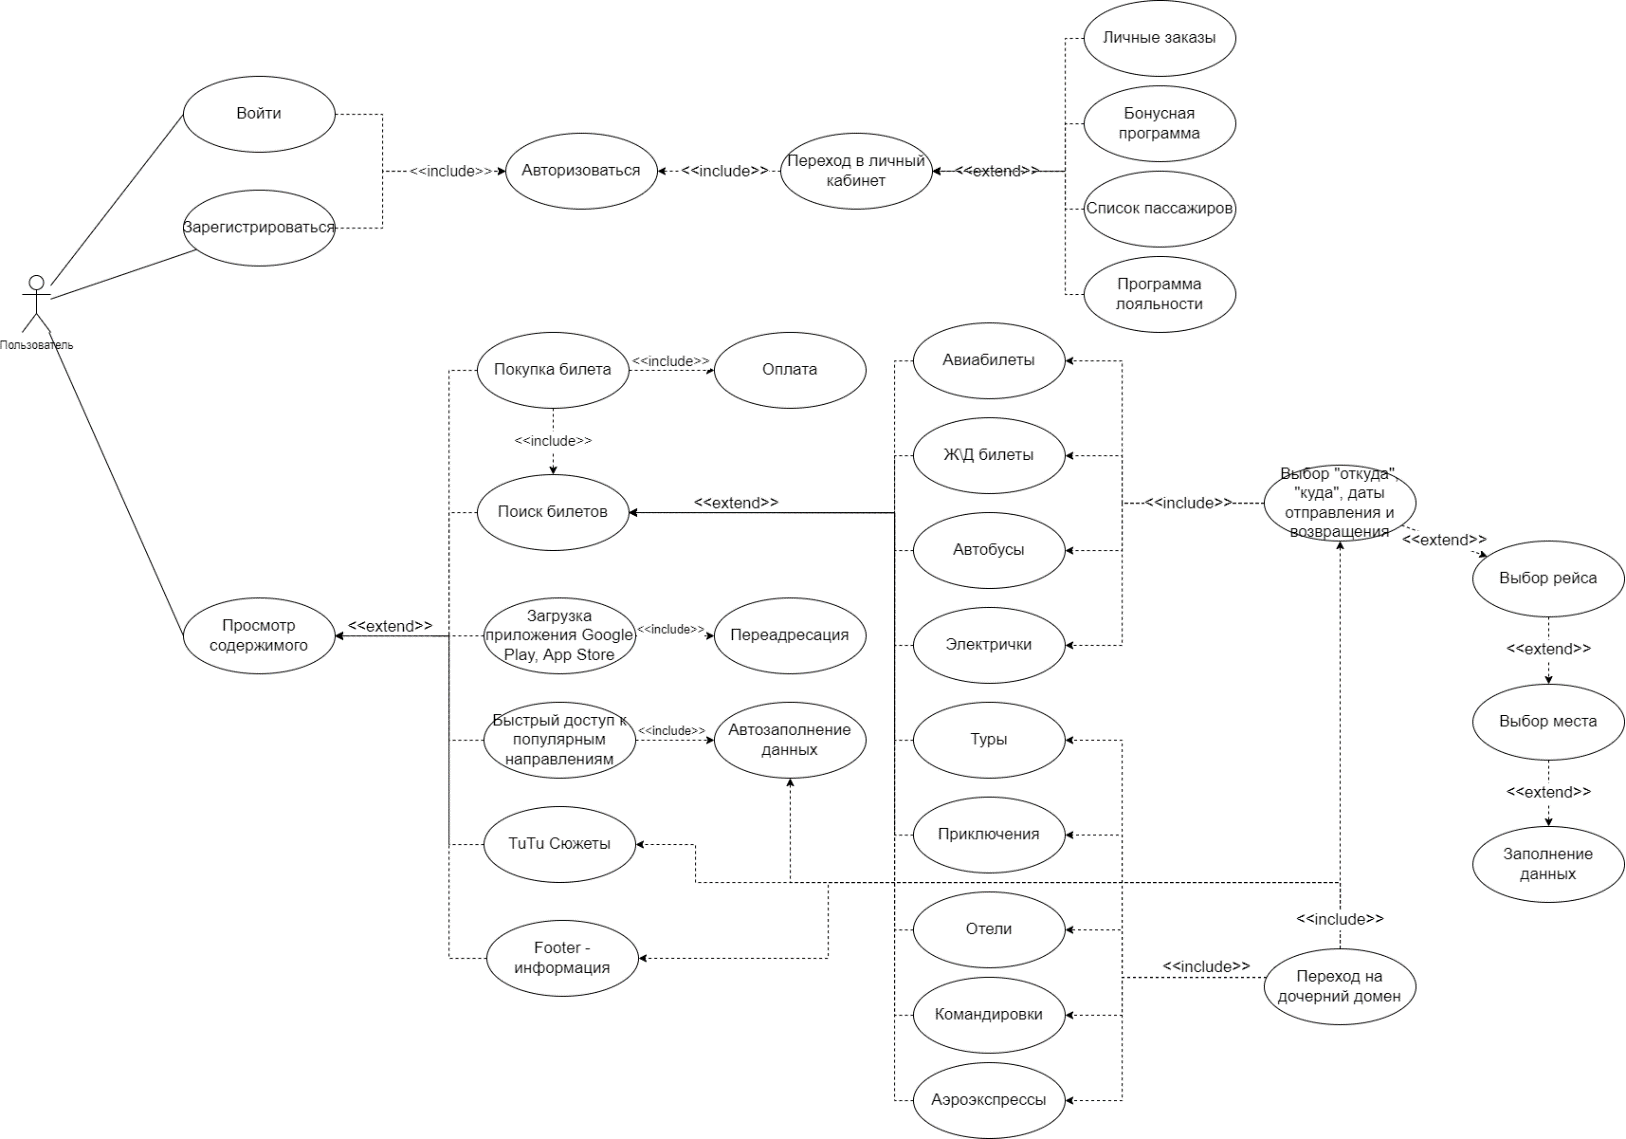 Личные заказы
Войти
Бонусная
программа
<<include>>
Авторизоваться
<<include>>
Переход в личный
кабинет
<<extend>>
Список пассажиров
Зарегистрироваться
Программа
лояльности
Пользователь
Покупка билета
<<include>>
Оплата
Авиабилеты
<<include>>
Ж\Д билеты
Поиск билетов
<<extend>>
<<include>>
Выбор "откуда",
"куда", даты
отправления и
возвращения
<<extend>>
Автобусы
Выбор рейса
Просмотр
содержимого
<<extend>>
Загрузка
приложения Google
Play, App Store
<<include>>
Переадресация
Электрички
<<extend>>
Быстрый доступ к
популярным
направлениям
<<include>>
Автозаполнение
данных
Туры
Выбор места
<<extend>>
TuTu Сюжеты
Приключения
Заполнение
данных
Footer -
информация
Отели
<<include>>
<<include>>
Переход на
дочерний домен
Командировки
Аэроэкспрессы